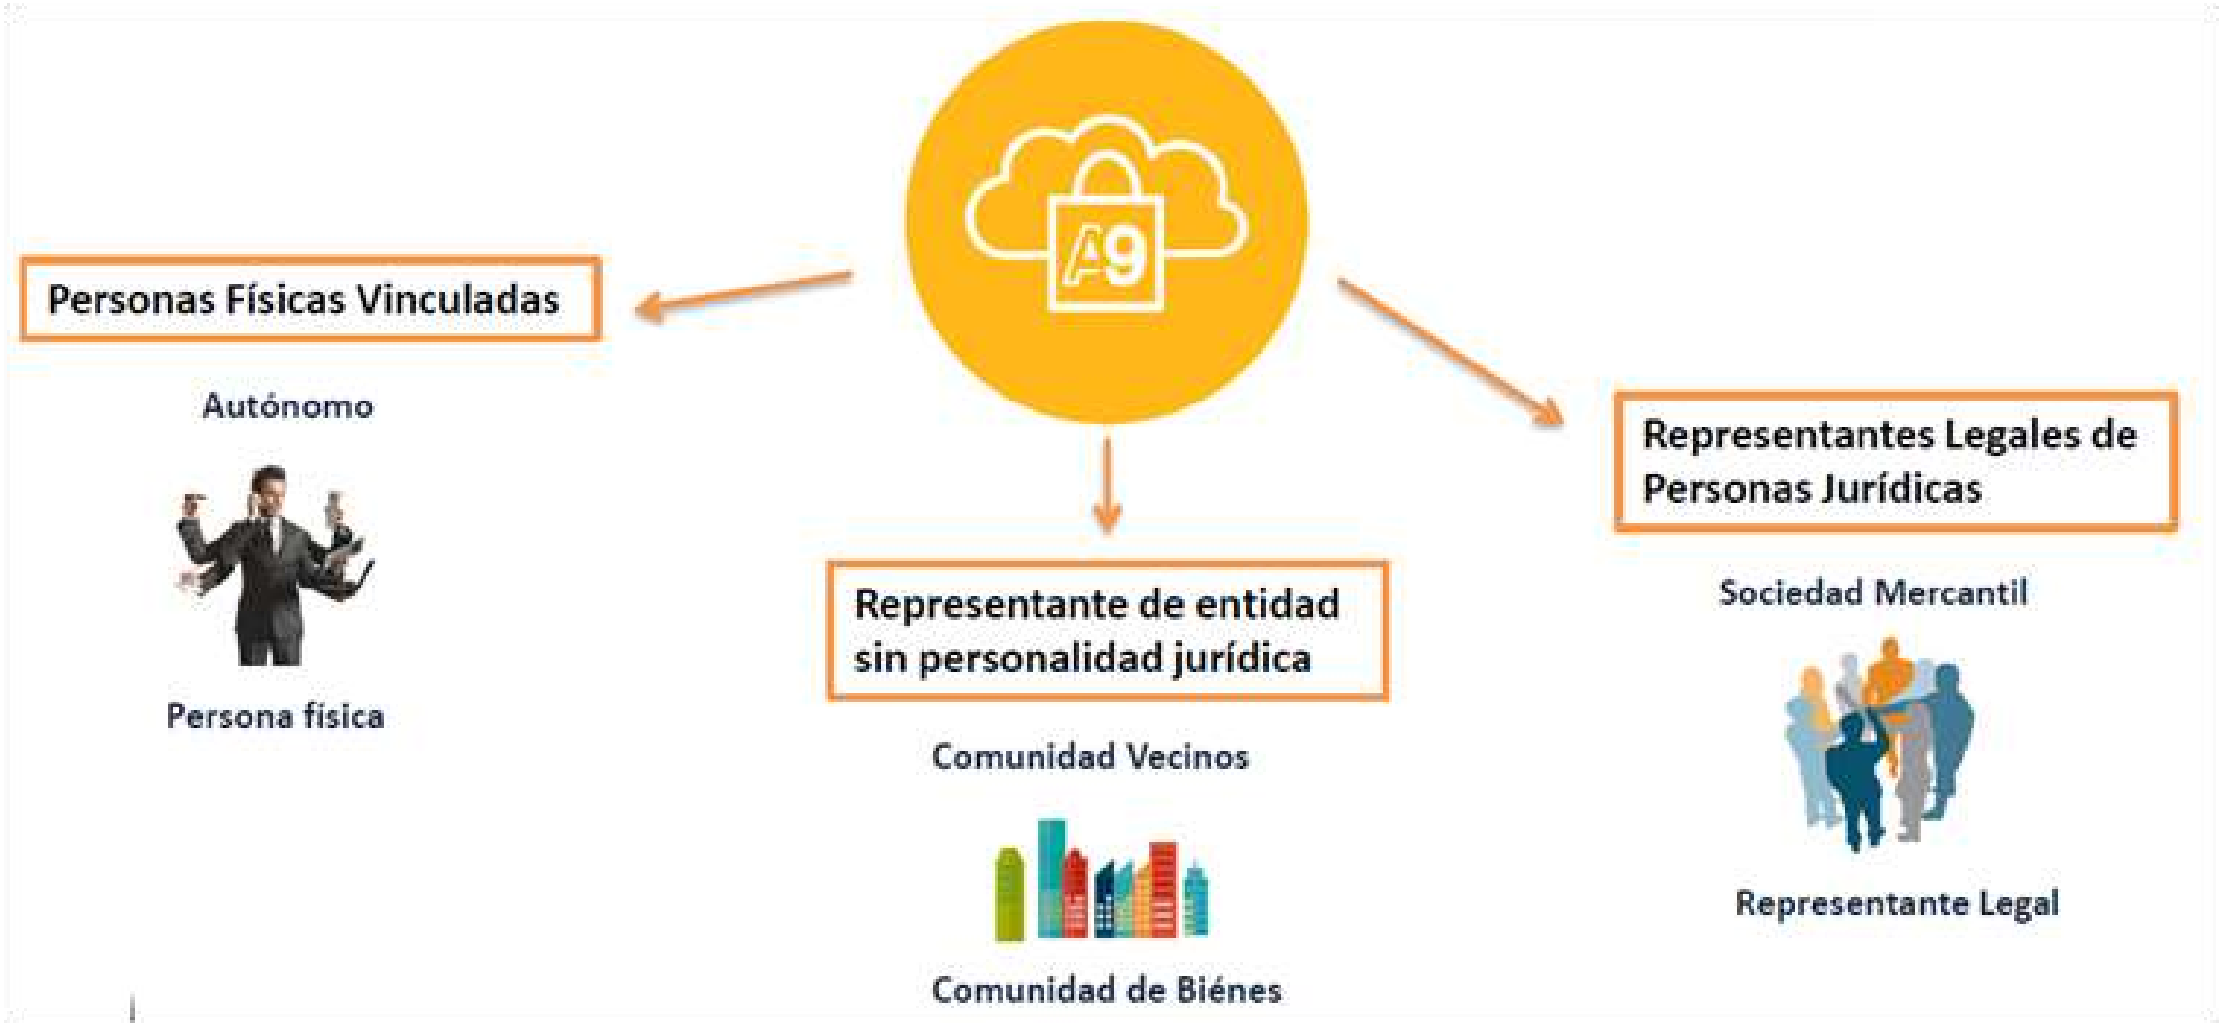 A9
Personas Físicas Vinculadas
Autónomo
Persona física
Representante de entidad
sin personalidad jurídica
Comunidad Vecinos
Comunidad de Biénes
Representantes Legales de
Personas Jurídicas
Sociedad Mercantil
Representante Legal